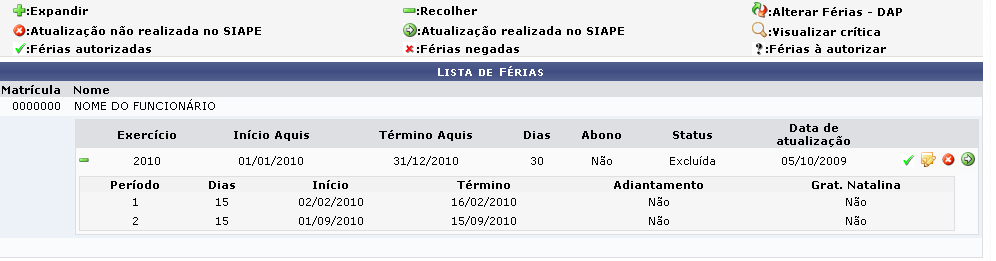 :Expandir :Recolher :Alterar Férias - DAP
:Atualização não realizada no SIAPE :Atualização realizada no SIAPE :Visualizar crítica
:Férias autorizadas :Férias negadas ?:Férias à autorizar
LISTA DE FÉRIAS
Matrícula Nome
0000000 NOME DO FUNCIONÁRIO
Exercício Início Aquis Término Aquis Dias Abono Status Data de atualização
2010 01/01/2010 31/12/2010 30 Não Excluída 05/10/2009
Período Dias Início Término Adiantamento Grat. Natalina
1 15 02/02/2010 16/02/2010 Não Não
2 15 01/09/2010 15/09/2010 Não Não